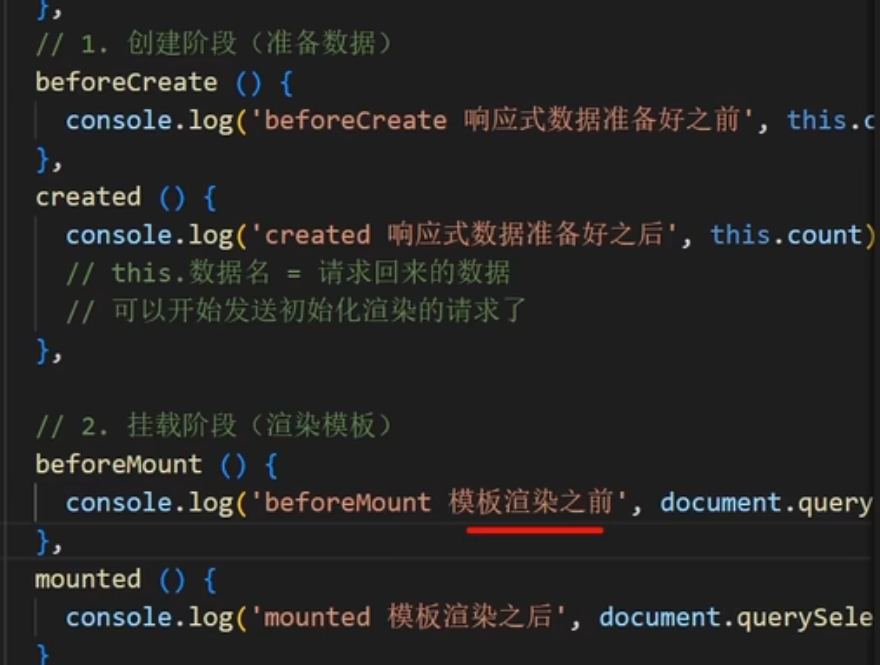 },
// 1. 创建阶段（准备数据）
beforeCreate () {
console.log('beforeCreate 响应式数据准备好之前', this.c
},
created () {
console.log('created 响应式数据准备好之后', this.count)
// this.数据名 = 请求回来的数据
// 可以开始发送初始化渲染的请求了
},
// 2. 挂载阶段（渲染模板）
beforeMount () {
console.log('beforeMount 模板渲染之前', document.query
},
mounted () {
console.log('mounted 模板渲染之后', document.querySele
}